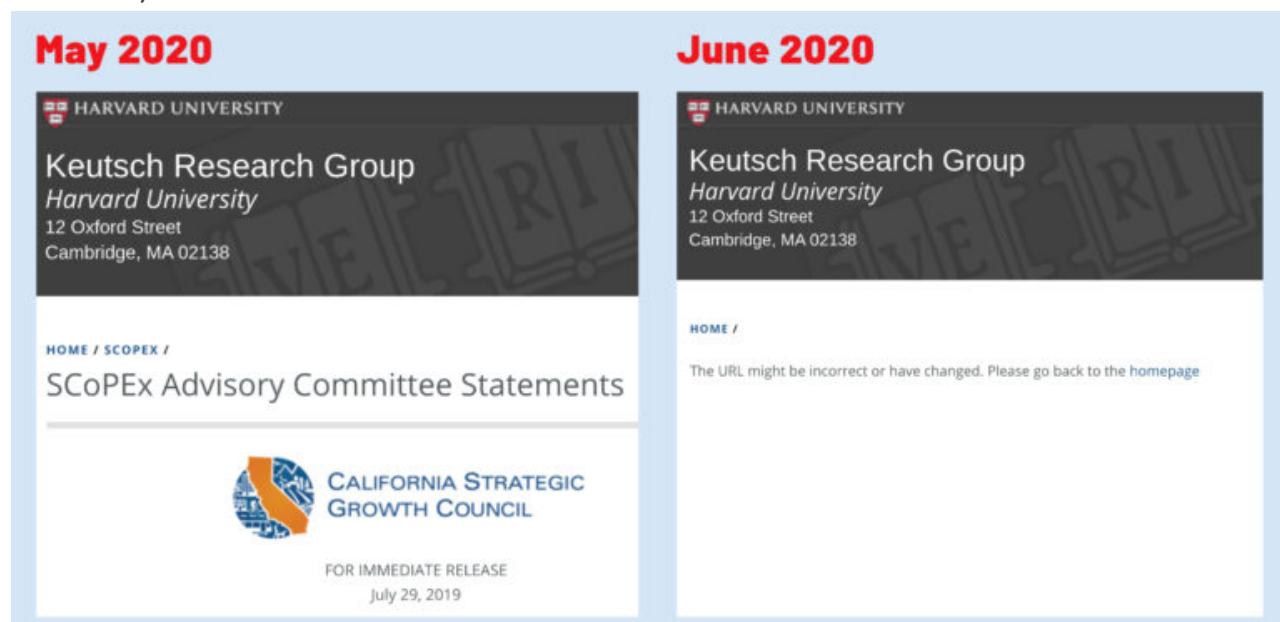 May 2020
HARVARD UNIVERSITY
Keutsch Research Group
Harvard University
12 Oxford Street
Cambridge, MA 02138
HOME / SCOPEX /
SCoPEx Advisory Committee Statements
CALIFORNIA STRATEGIC
GROWTH COUNCIL
FOR IMMEDIATE RELEASE
July 29, 2019
June 2020
HARVARD UNIVERSITY
Keutsch Research Group
Harvard University
12 Oxford Street
Cambridge, MA 02138
HOME /
The URL might be incorrect or have changed. Please go back to the homepage